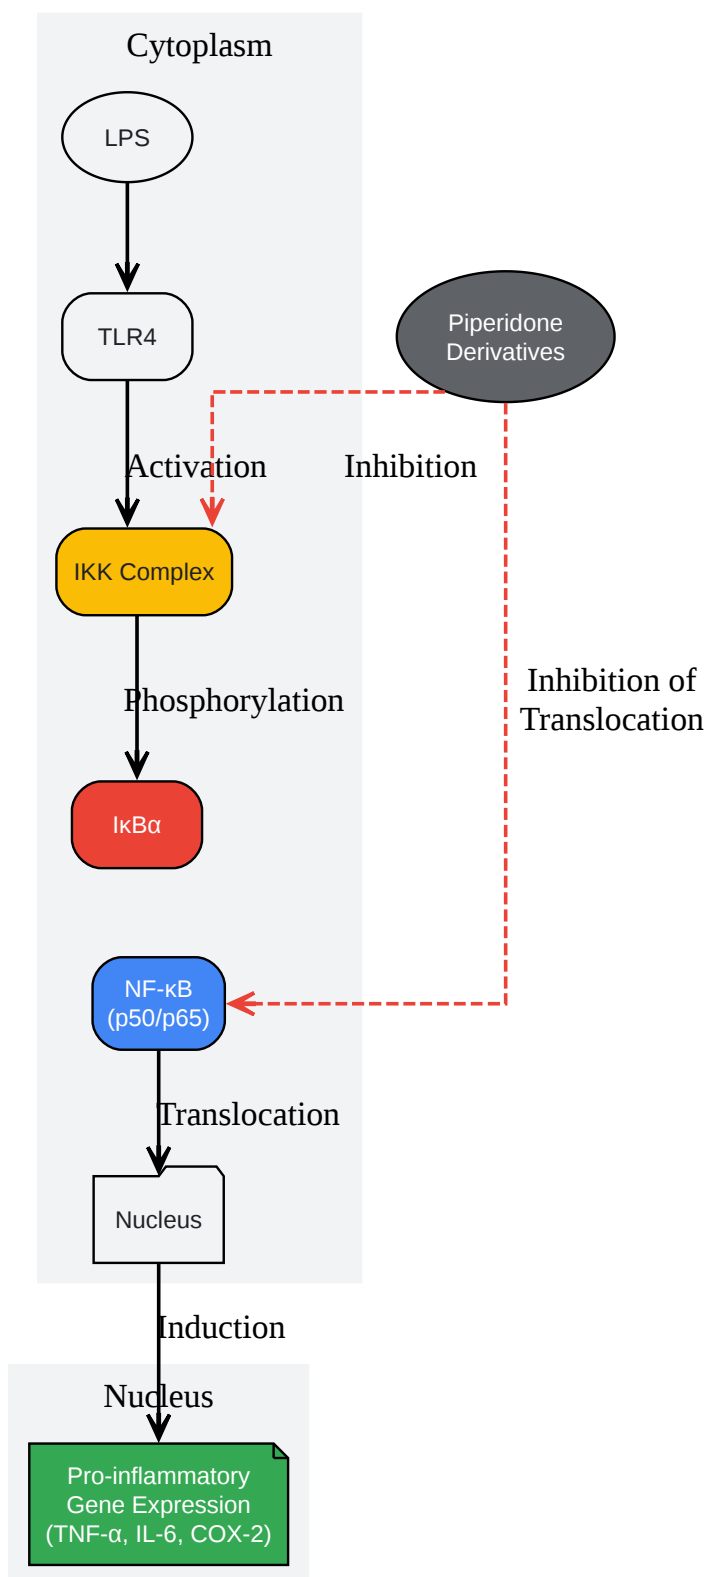 Cytoplasm
LPS
TLR4
Piperidone
Derivatives
Activation
Inhibition
IKK Complex
Phosphorylation
Inhibition of
Translocation
IκBα
NF-κB
(p50/p65)
Translocation
Nucleus
Induction
Nucleus
Pro-inflammatory
Gene Expression
(TNF-α, IL-6, COX-2)